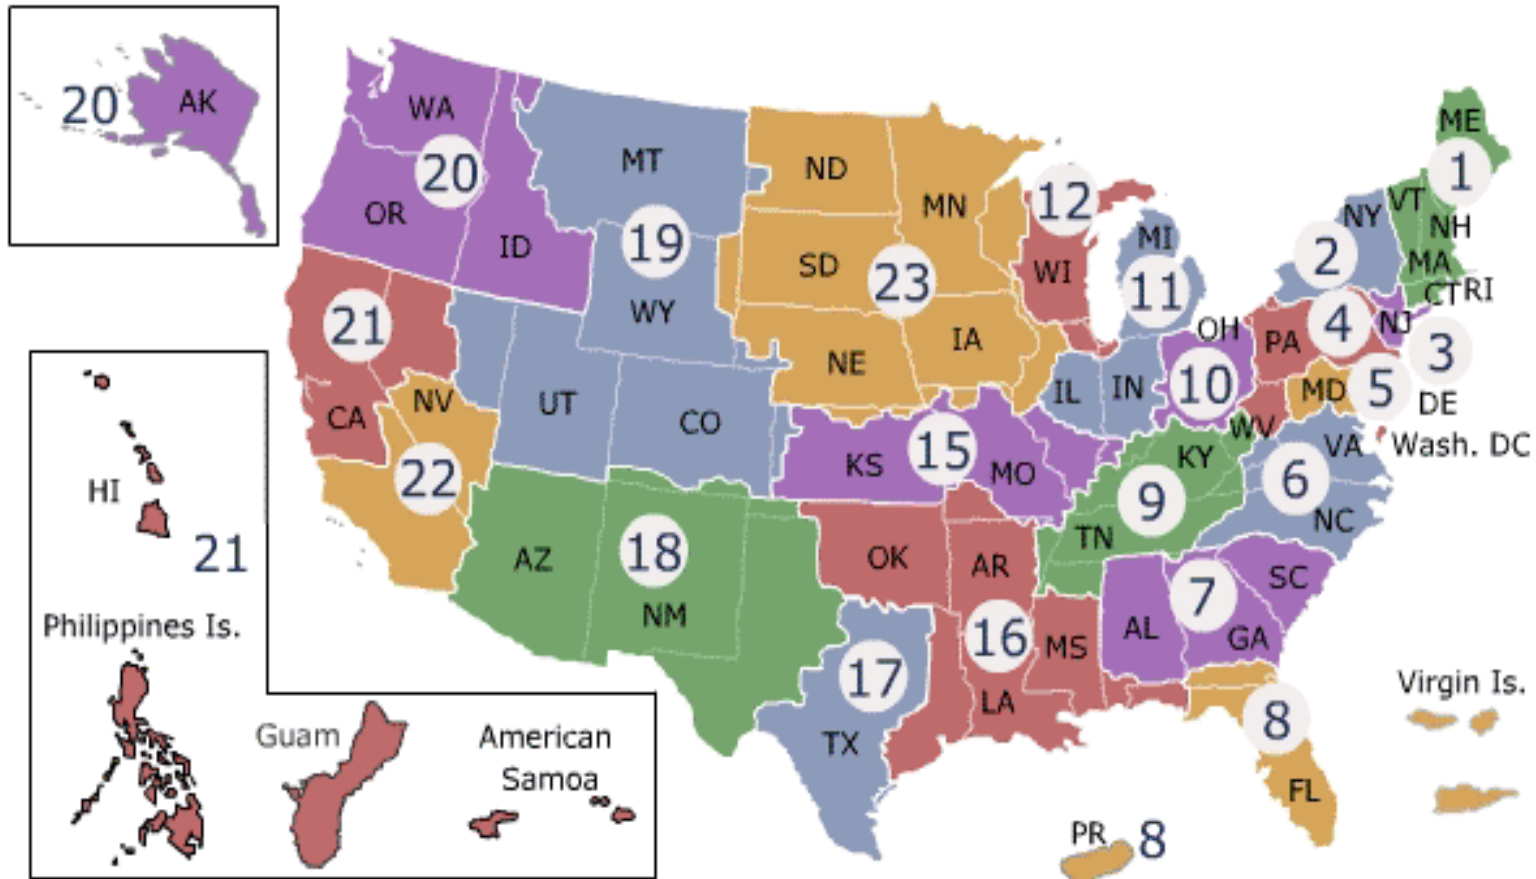 20
AK
WA
20
OR
ID
MT
19
WY
ND
MN
SD
23
NE
IA
12
WI
MI
11
ME
1
VT
NH
NY
2
MA
CT
RI
21
CA
NV
22
UT
CO
IL
IN
OH
10
PA
4
NJ
3
MD
5
DE
WV
VA
Wash. DC
6
NC
KS
15
MO
KY
9
TN
HI
21
AZ
18
NM
OK
AR
16
MS
LA
17
TX
AL
7
GA
SC
8
FL
Virgin Is.
PR
8
Philippines Is.
Guam
American
Samoa